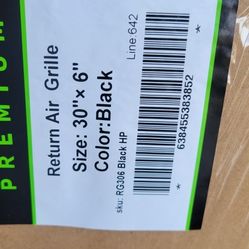 PREMIUM
Return Air Grille
Size: 30"× 6"
Color:Black
sku: RG306 Black HP
Line 642
* 638455383852 *